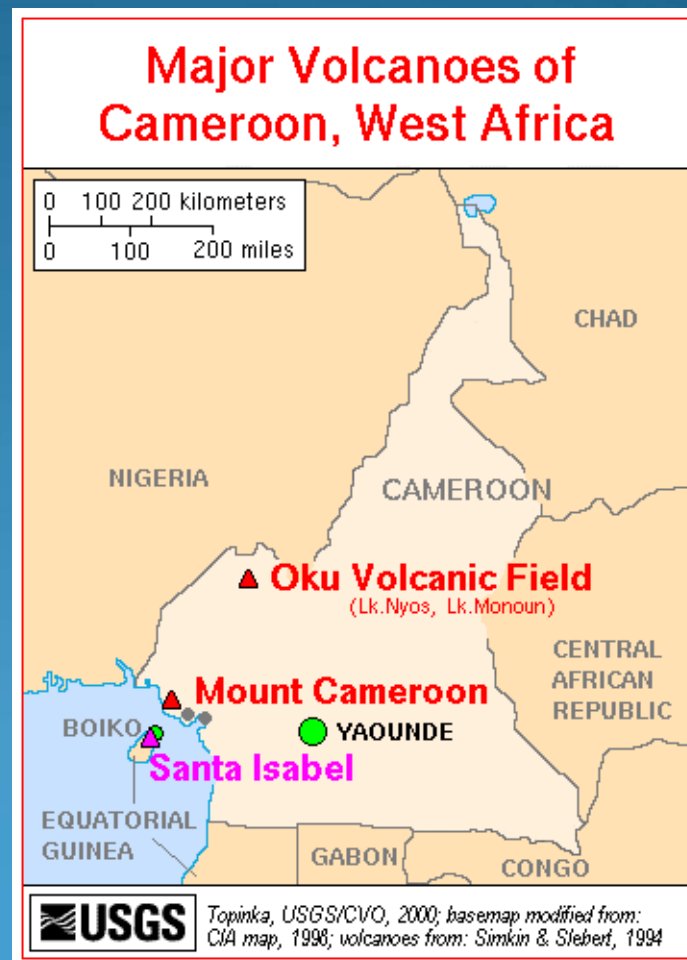 Major Volcanoes of
Cameroon, West Africa
0 100 200 kilometers
0 100 200 miles
CHAD
NIGERIA
CAMEROON
Oku Volcanic Field
(Lk.Nyos, Lk.Monoun)
CENTRAL
AFRICAN
REPUBLIC
Mount Cameroon
BOIKO
YAOUNDE
Santa Isabel
EQUATORIAL
GUINEA
GABON
CONGO
USGS
Topinka, USGS/CVO, 2000; basemap modified from:
CIA map, 1998; volcanoes from: Simkin & Slebert, 1994